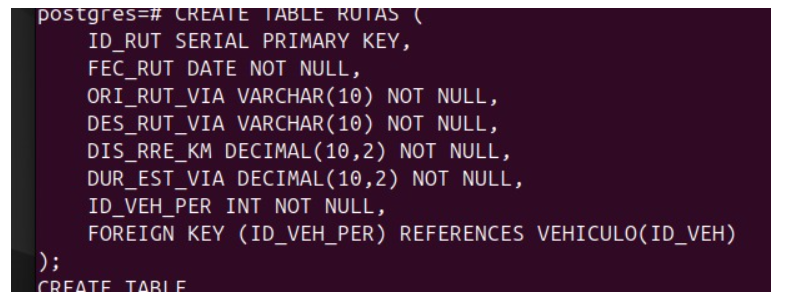 postgres=# CREATE TABLE RUTAS (
    ID_RUT SERIAL PRIMARY KEY,
    FEC_RUT DATE NOT NULL,
    ORI_RUT_VIA VARCHAR(10) NOT NULL,
    DES_RUT_VIA VARCHAR(10) NOT NULL,
    DIS_RRE_KM DECIMAL(10,2) NOT NULL,
    DUR_EST_VIA DECIMAL(10,2) NOT NULL,
    ID_VEH_PER INT NOT NULL,
    FOREIGN KEY (ID_VEH_PER) REFERENCES VEHICULO(ID_VEH)
);
CREATE TABLE